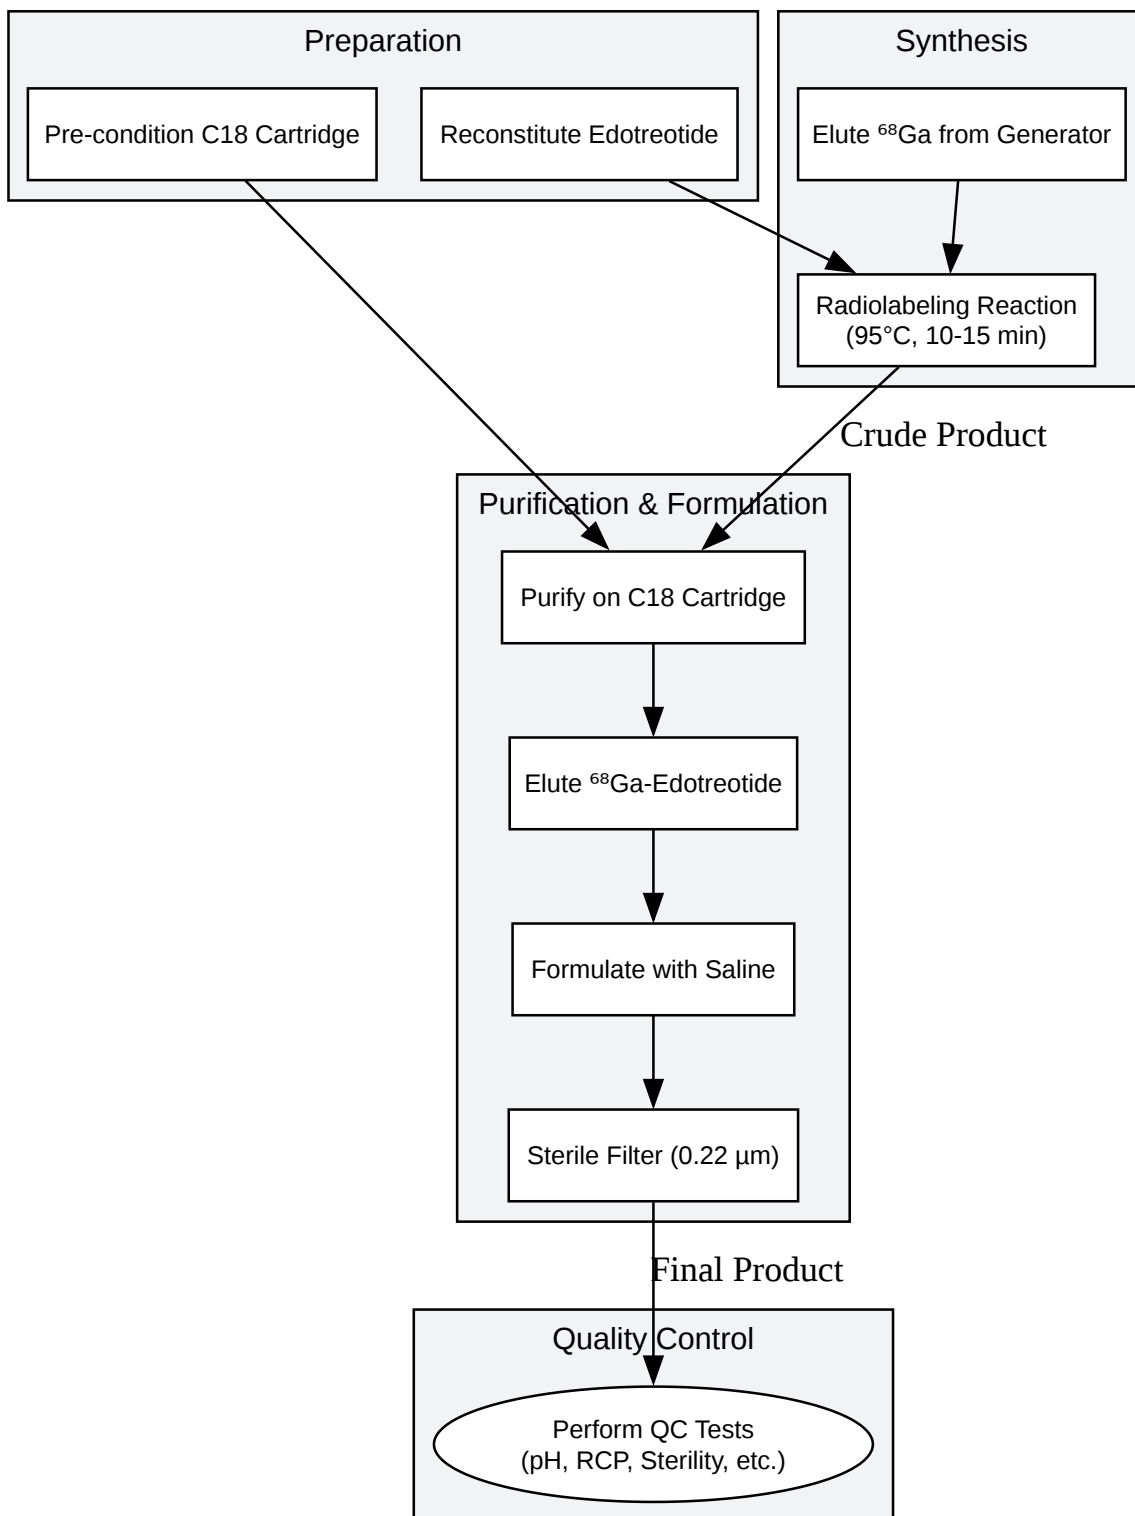 Preparation
Synthesis
Pre-condition C18 Cartridge
Reconstitute Edotreotide
Elute ⁶⁸Ga from Generator
Radiolabeling Reaction
(95°C, 10-15 min)
Crude Product
Purification & Formulation
Purify on C18 Cartridge
Elute ⁶⁸Ga-Edotreotide
Formulate with Saline
Sterile Filter (0.22 µm)
Final Product
Quality Control
Perform QC Tests
(pH, RCP, Sterility, etc.)